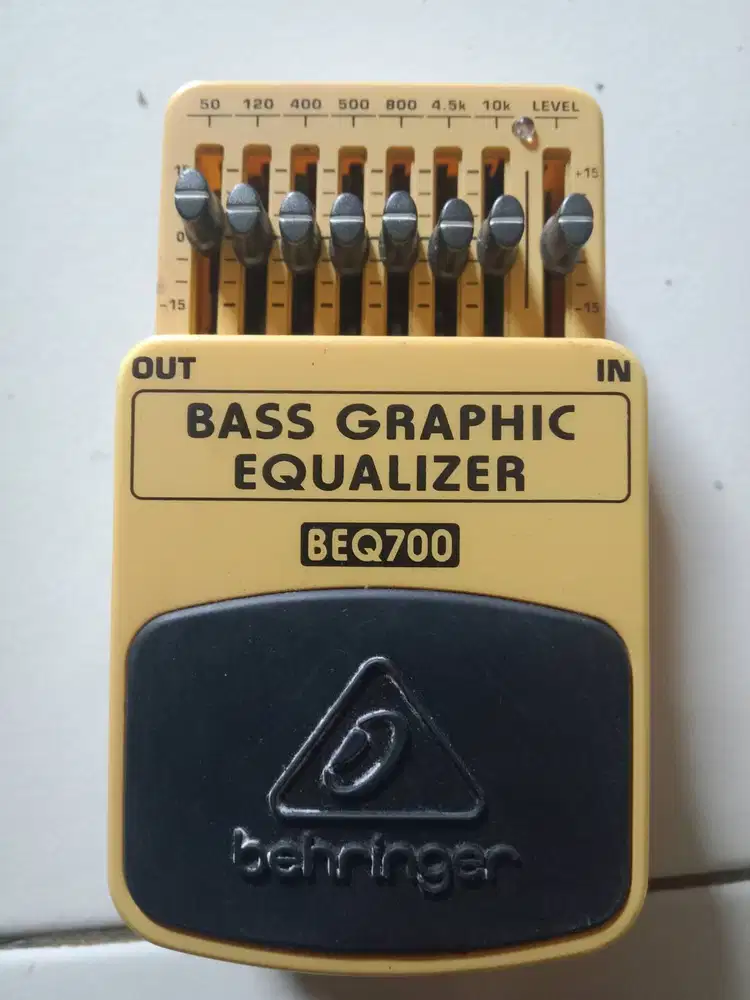 50 120 400 500 800 4.5k 10k LEVEL
15 +15
0
-15 -15
OUT IN
BASS GRAPHIC
EQUALIZER
BEQ700
behringer